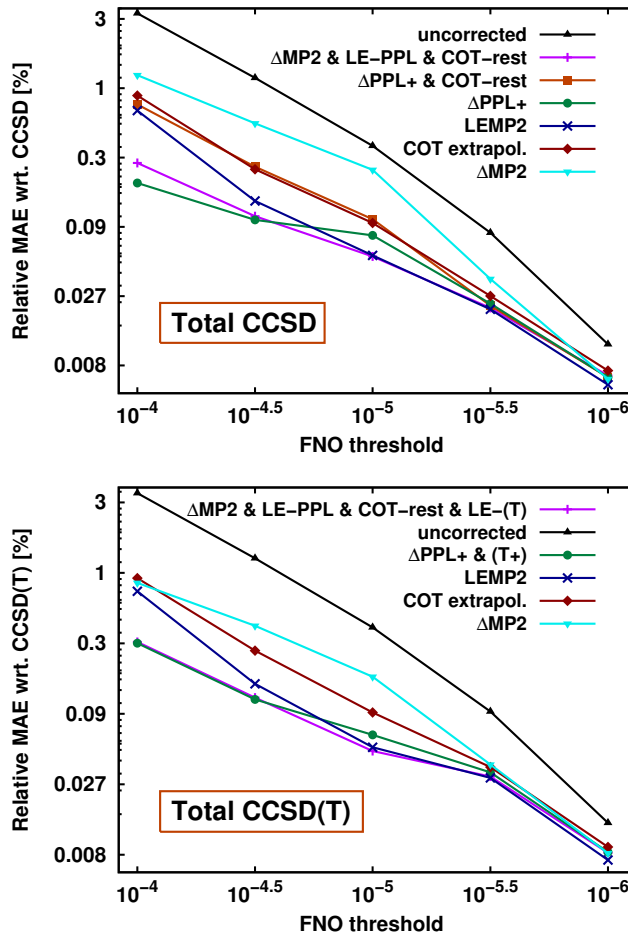 Relative MAE wrt. CCSD [%]
3
1
0.3
0.09
0.027
0.008
uncorrected
ΔMP2 & LE−PPL & COT−rest
ΔPPL+ & COT−rest
ΔPPL+
LEMP2
COT extrapol.
ΔMP2
Total CCSD
10⁻⁴ 10⁻⁴·⁵ 10⁻⁵ 10⁻⁵·⁵ 10⁻⁶
FNO threshold
Relative MAE wrt. CCSD(T) [%]
3
1
0.3
0.09
0.027
0.008
ΔMP2 & LE−PPL & COT−rest & LE−(T)
uncorrected
ΔPPL+ & (T+)
LEMP2
COT extrapol.
ΔMP2
Total CCSD(T)
10⁻⁴ 10⁻⁴·⁵ 10⁻⁵ 10⁻⁵·⁵ 10⁻⁶
FNO threshold